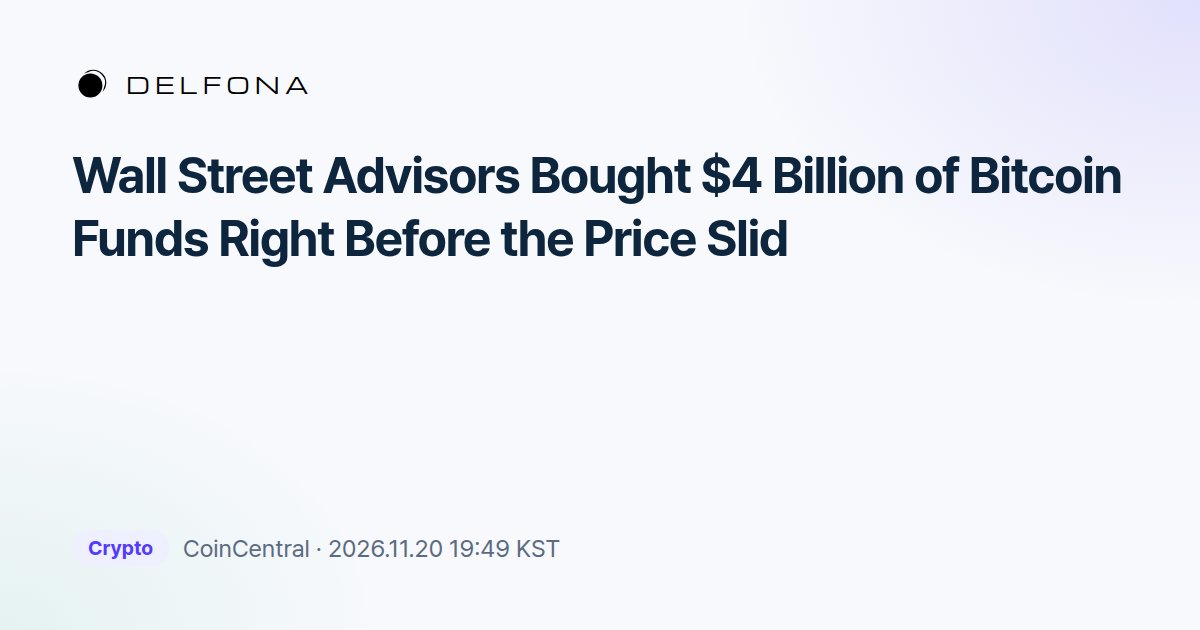 DELFONA
Wall Street Advisors Bought $4 Billion of Bitcoin
Funds Right Before the Price Slid
Crypto CoinCentral · 2026.11.20 19:49 KST